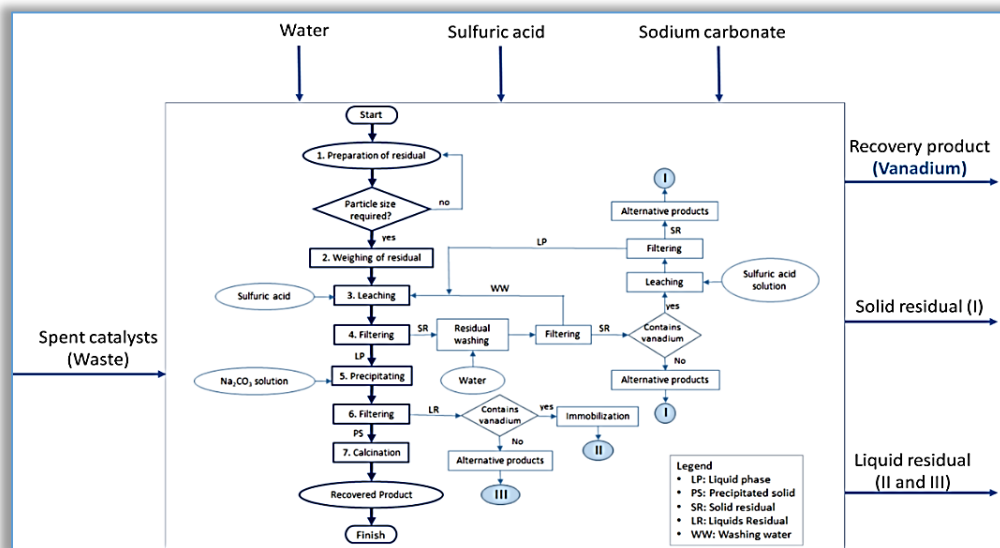 Water
Sulfuric acid
Sodium carbonate
Spent catalysts
(Waste)
Start
1. Preparation of residual
Particle size
required?
no
yes
2. Weighing of residual
Sulfuric acid
3. Leaching
4. Filtering
SR
Residual
washing
Water
Filtering
SR
WW
LP
Contains
vanadium
yes
Leaching
Sulfuric acid
solution
Filtering
SR
Alternative products
I
No
Alternative products
I
LP
Na₂CO₃ solution
5. Precipitating
6. Filtering
LR
Contains
vanadium
yes
Immobilization
II
No
Alternative products
III
PS
7. Calcination
Recovered Product
Finish
Legend
• LP: Liquid phase
• PS: Precipitated solid
• SR: Solid residual
• LR: Liquids Residual
• WW: Washing water
Recovery product
(Vanadium)
Solid residual (I)
Liquid residual
(II and III)